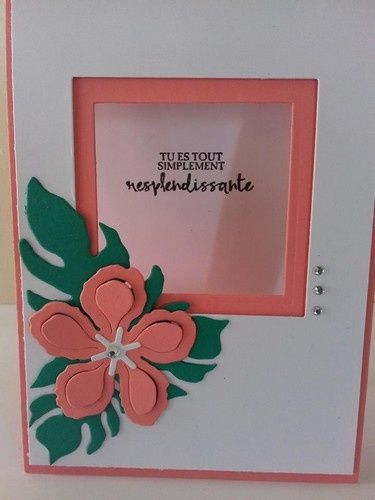 TU ES TOUT
SIMPLEMENT
resplendissante